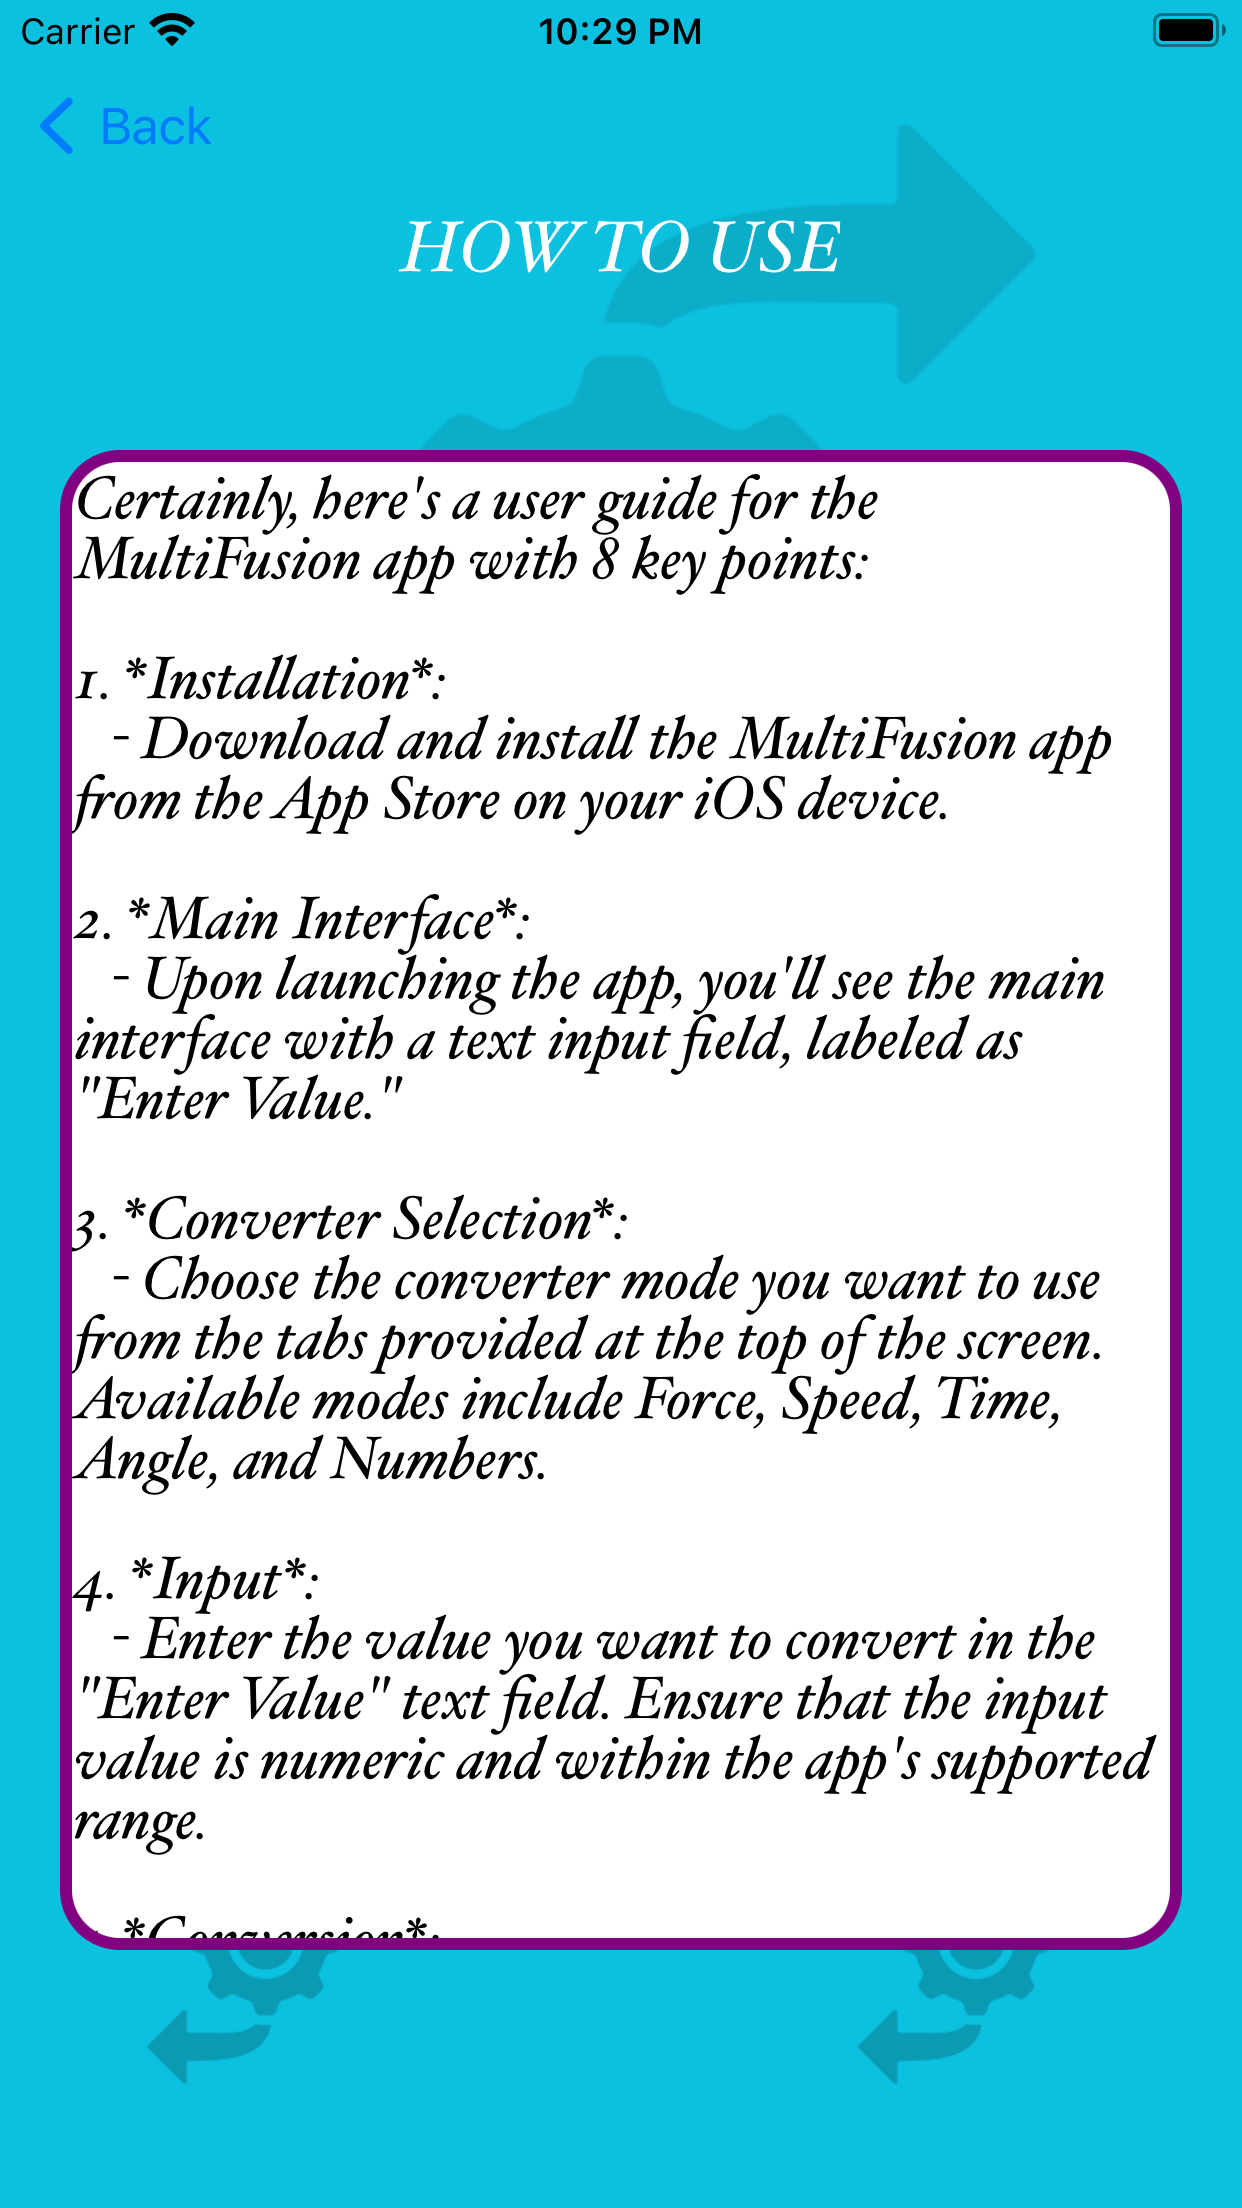 Carrier
10:29 PM
Back
HOW TO USE
Certainly, here's a user guide for the
MultiFusion app with 8 key points:
1. *Installation*:
- Download and install the MultiFusion app
from the App Store on your iOS device.
2. *Main Interface*:
- Upon launching the app, you'll see the main
interface with a text input field, labeled as
"Enter Value."
3. *Converter Selection*:
- Choose the converter mode you want to use
from the tabs provided at the top of the screen.
Available modes include Force, Speed, Time,
Angle, and Numbers.
4. *Input*:
- Enter the value you want to convert in the
"Enter Value" text field. Ensure that the input
value is numeric and within the app's supported
range.
*Conversion*: